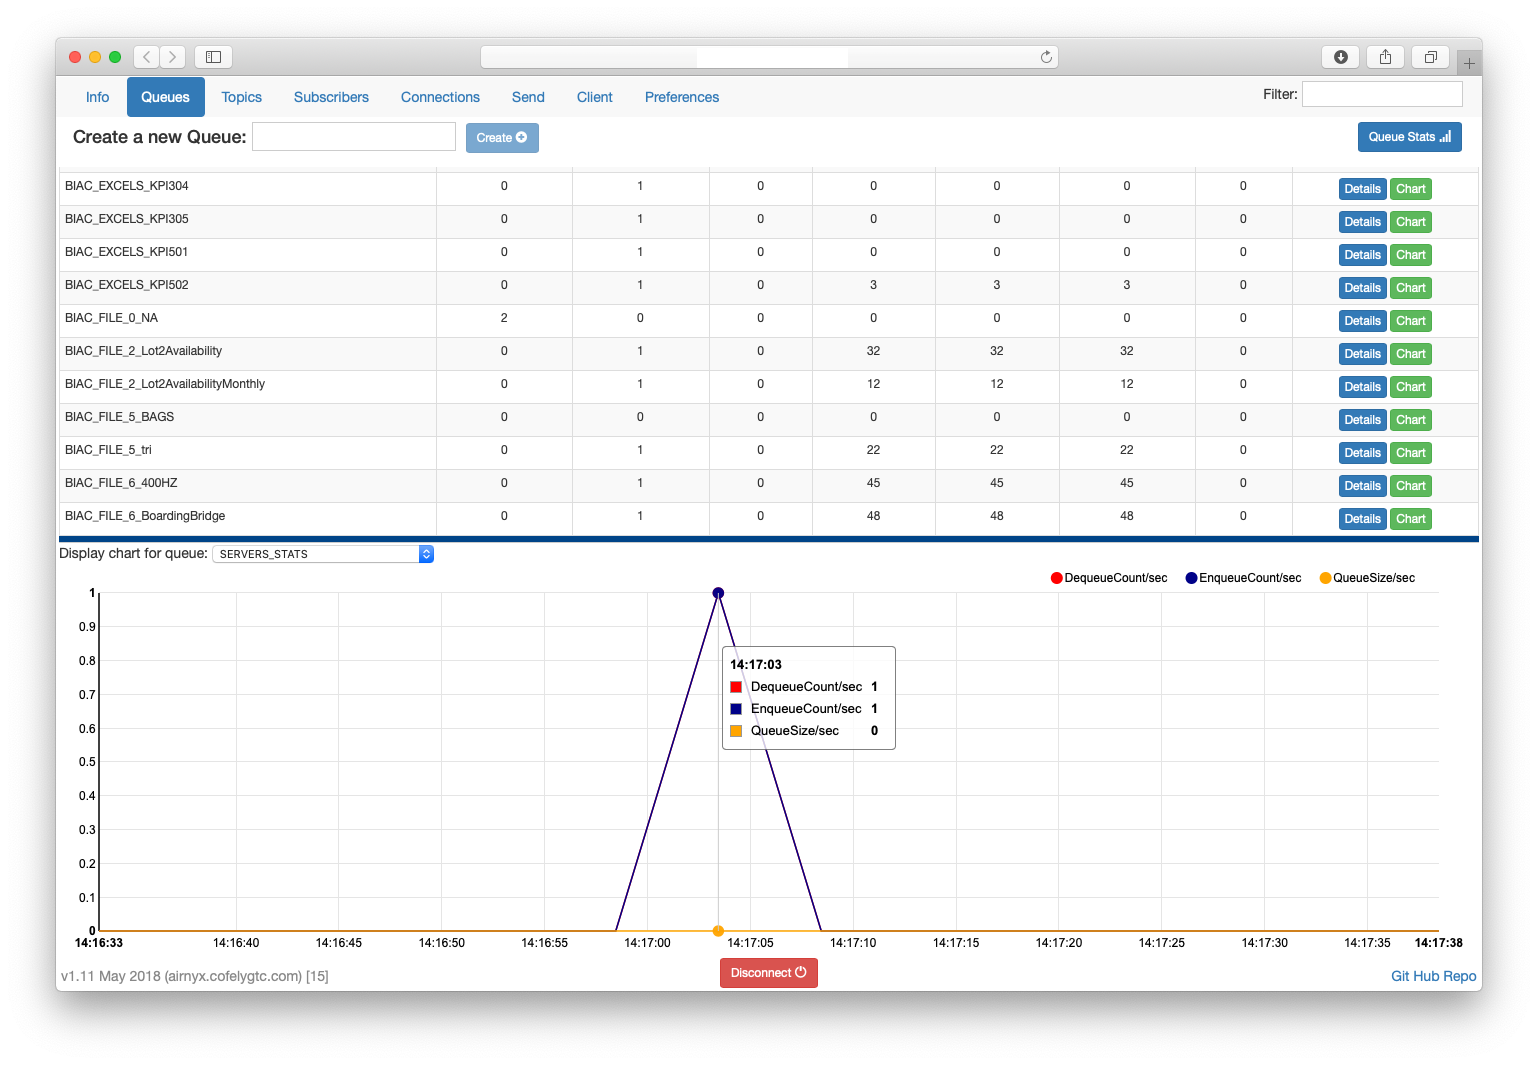 Info Queues Topics Subscribers Connections Send Client Preferences Filter:
Create a new Queue: Create Queue Stats
BIAC_EXCELS_KPI304 0 1 0 0 0 0 0 Details Chart
BIAC_EXCELS_KPI305 0 1 0 0 0 0 0 Details Chart
BIAC_EXCELS_KPI501 0 1 0 0 0 0 0 Details Chart
BIAC_EXCELS_KPI502 0 1 0 3 3 3 0 Details Chart
BIAC_FILE_0_NA 2 0 0 0 0 0 0 Details Chart
BIAC_FILE_2_Lot2Availability 0 1 0 32 32 32 0 Details Chart
BIAC_FILE_2_Lot2AvailabilityMonthly 0 1 0 12 12 12 0 Details Chart
BIAC_FILE_5_BAGS 0 0 0 0 0 0 0 Details Chart
BIAC_FILE_5_tri 0 1 0 22 22 22 0 Details Chart
BIAC_FILE_6_400HZ 0 1 0 45 45 45 0 Details Chart
BIAC_FILE_6_BoardingBridge 0 1 0 48 48 48 0 Details Chart
Display chart for queue: SERVERS_STATS
DequeueCount/sec EnqueueCount/sec QueueSize/sec
1
0.9
0.8
0.7
0.6
0.5
0.4
0.3
0.2
0.1
0
14:17:03
DequeueCount/sec 1
EnqueueCount/sec 1
QueueSize/sec 0
14:16:33 14:16:40 14:16:45 14:16:50 14:16:55 14:17:00 14:17:05 14:17:10 14:17:15 14:17:20 14:17:25 14:17:30 14:17:35 14:17:38
v1.11 May 2018 (airnyx.cofelygtc.com) [15] Disconnect Git Hub Repo